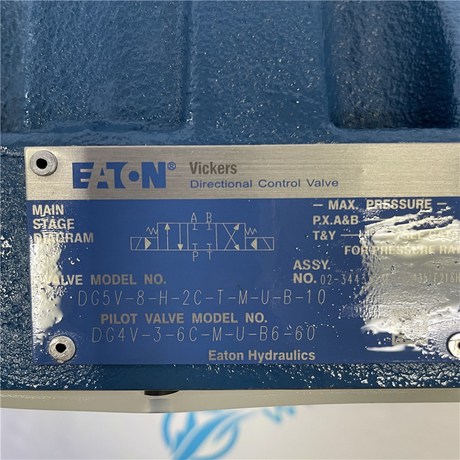 EATON® Vickers
Directional Control Valve
MAIN
STAGE
DIAGRAM
A B
P T
MAX. PRESSURE
P.X.A&B
T&Y
FOR PRESSURE
VALVE MODEL NO.
ASSY.
NO. 02-344
DG5V-8-H-2C-T-M-U-B-10
PILOT VALVE MODEL NO.
DG4V-3-6C-M-U-B6-60
Eaton Hydraulics